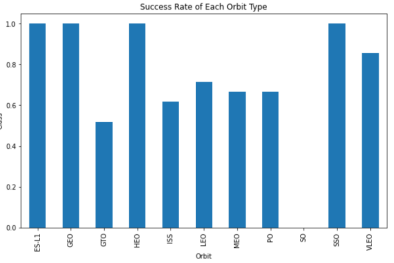 Success Rate of Each Orbit Type
1.0
0.8
0.6
0.4
0.2
0.0
Class
ES-L1
GEO
GTO
HEO
ISS
LEO
MEO
PO
SO
SSO
VLEO
Orbit